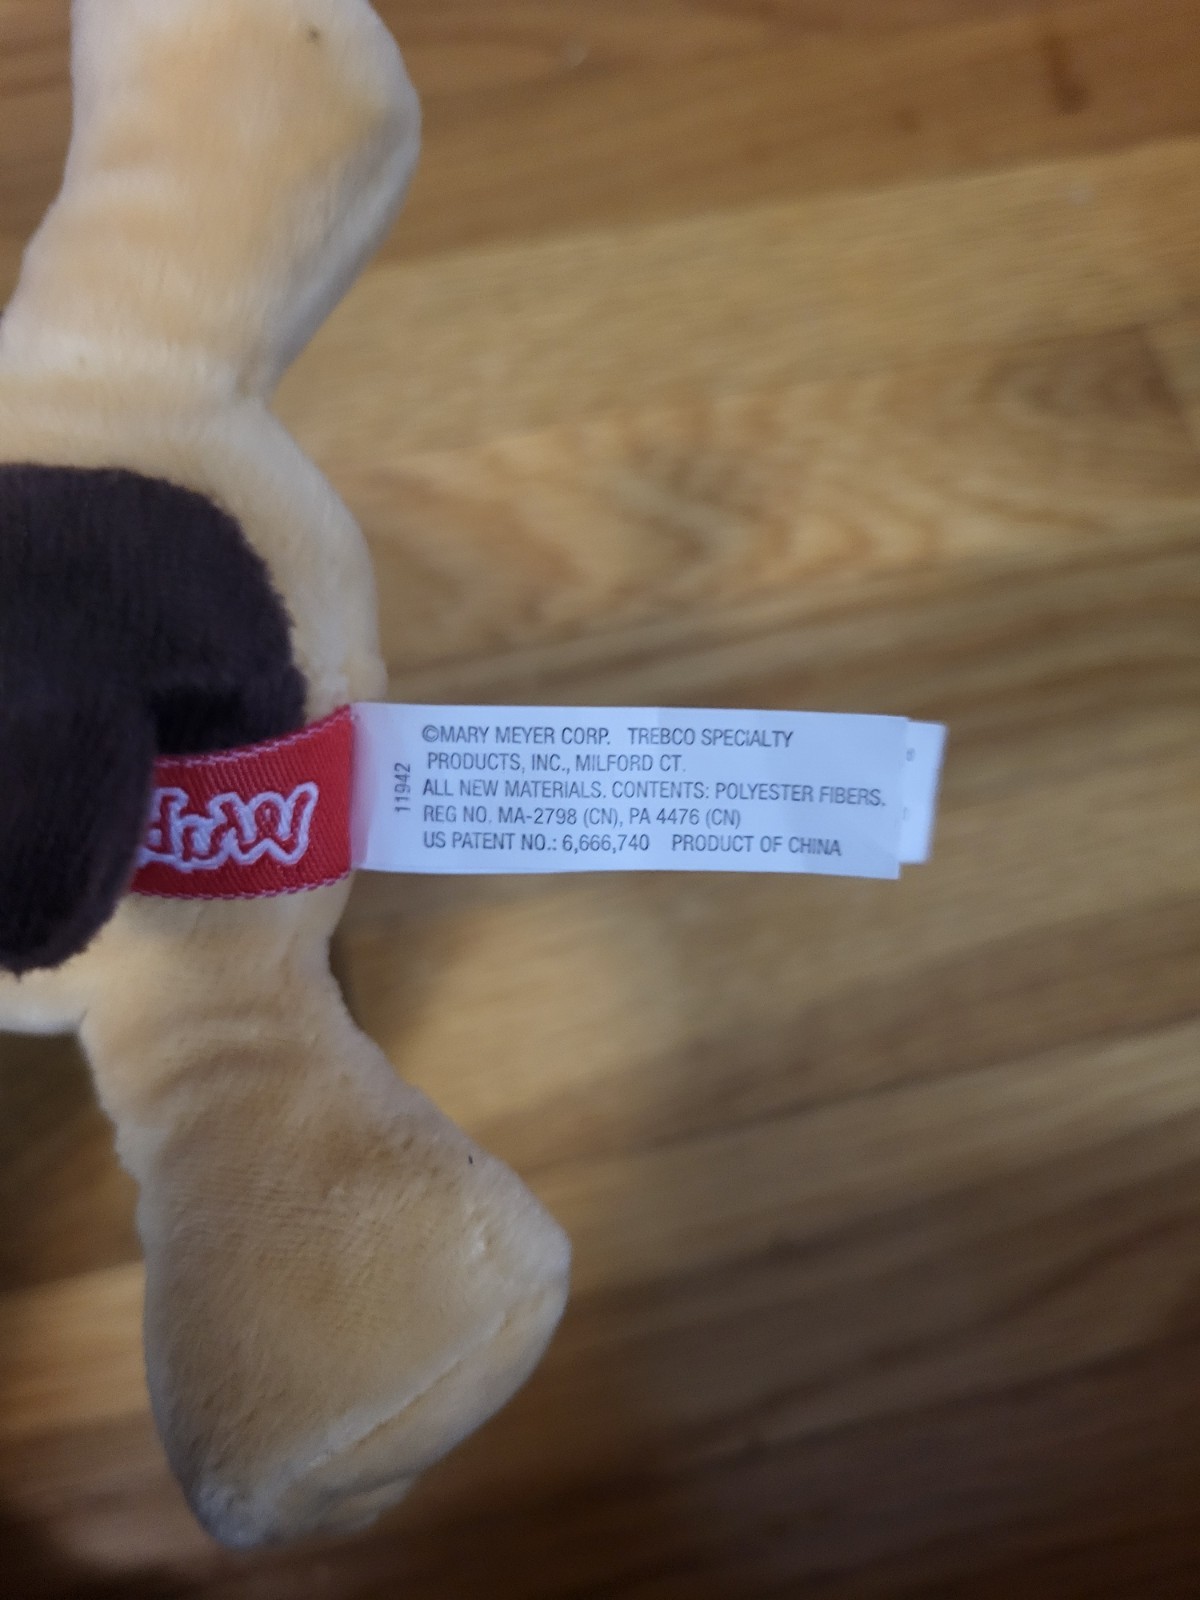 ©MARY MEYER CORP. TREBCO SPECIALTY
PRODUCTS, INC., MILFORD CT.
ALL NEW MATERIALS. CONTENTS: POLYESTER FIBERS.
REG NO. MA-2798 (CN), PA 4476 (CN)
US PATENT NO.: 6,666,740 PRODUCT OF CHINA
11942